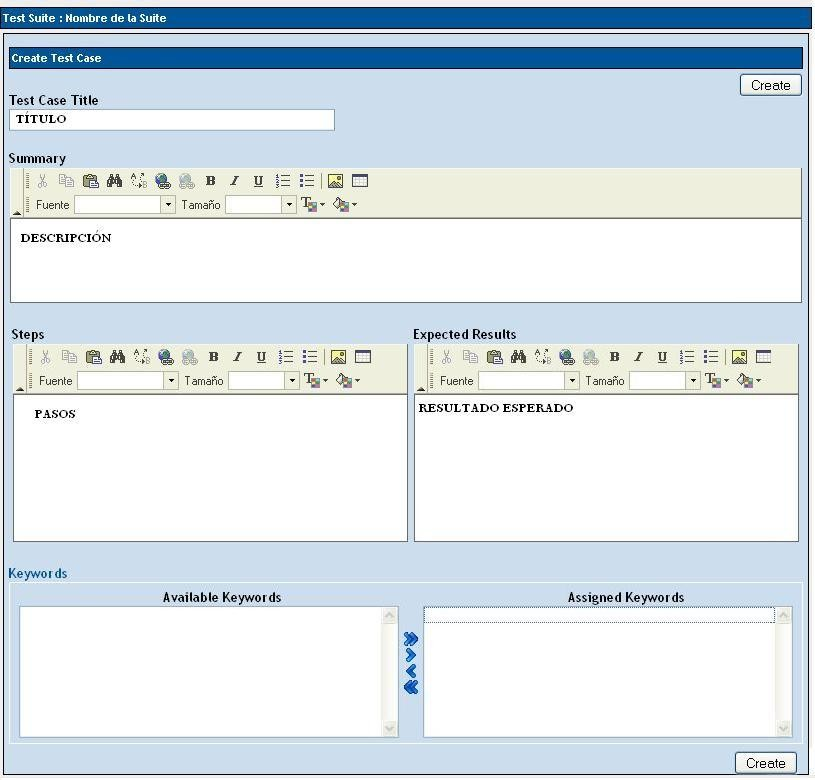 Test Suite : Nombre de la Suite
Create Test Case
Create
Test Case Title
TÍTULO
Summary
B I U
Fuente Tamaño
DESCRIPCIÓN
Steps Expected Results
B I U B I U
Fuente Tamaño Fuente Tamaño
PASOS RESULTADO ESPERADO
Keywords
Available Keywords Assigned Keywords
Create